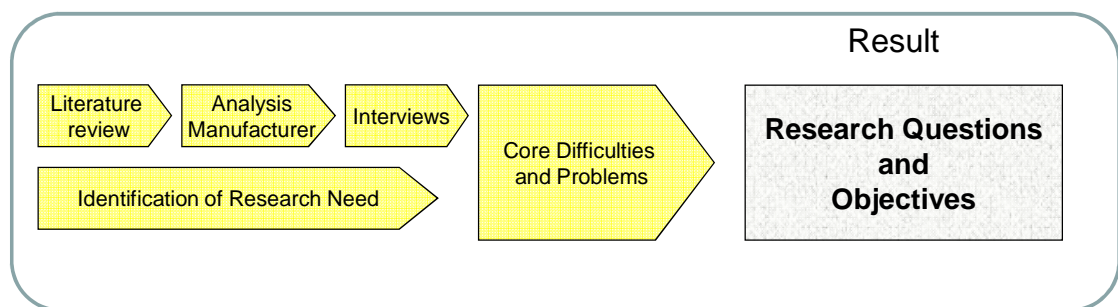 Result
Literature
review
Analysis
Manufacturer
Interviews
Identification of Research Need
Core Difficulties
and Problems
Research Questions
and
Objectives